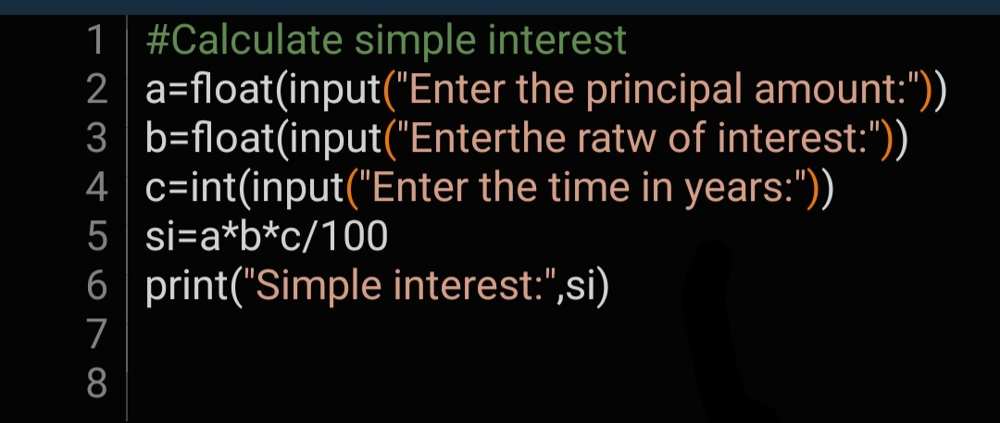 1 #Calculate simple interest
2 a=float(input("Enter the principal amount:"))
3 b=float(input("Enterthe ratw of interest:"))
4 c=int(input("Enter the time in years:"))
5 si=a*b*c/100
6 print("Simple interest:",si)
7
8